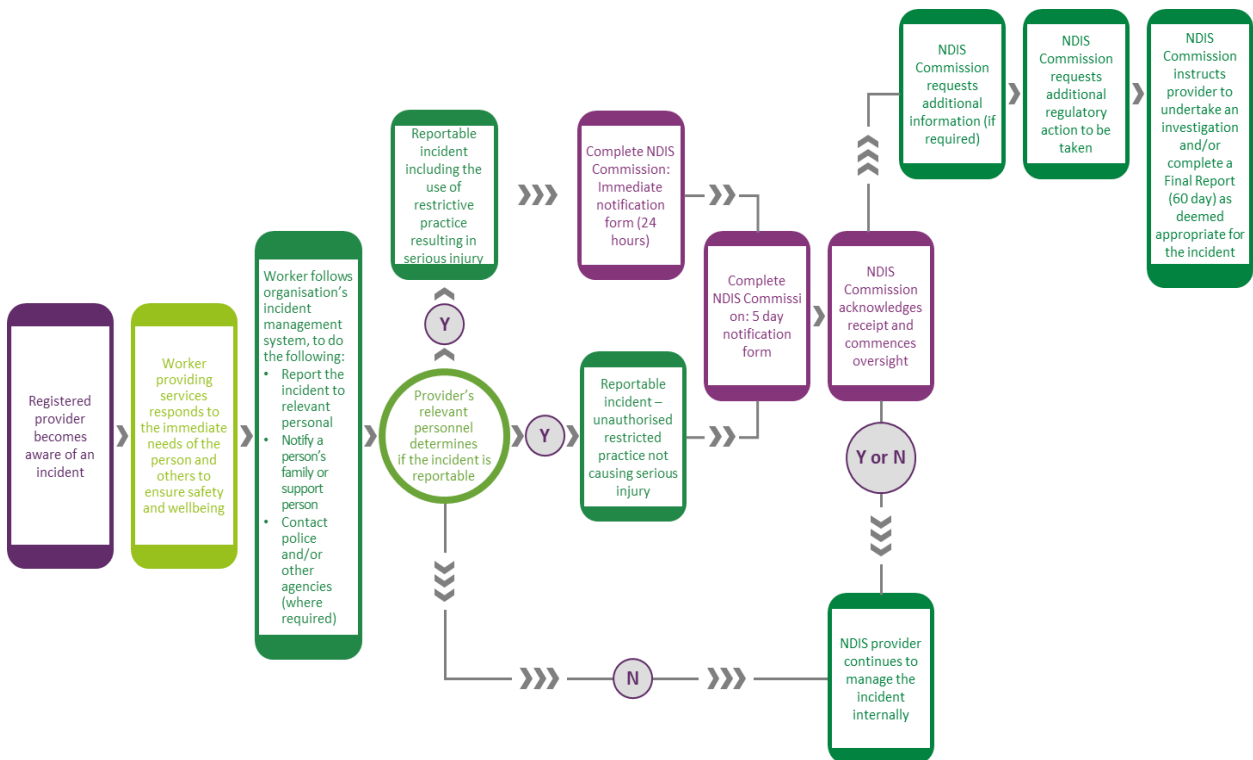 Registered
provider
becomes
aware of an
incident
Worker
providing
services
responds to
the immediate
needs of the
person and
others to
ensure safety
and wellbeing
Worker follows
organisation's
incident
management
system, to do
the following:
• Report the
incident to
relevant
personal
• Notify a
person's
family or
support
person
• Contact
police
and/or
other
agencies
(where
required)
Provider's
relevant
personnel
determines
if the incident is
reportable
Y
Reportable
incident
including the
use of
restrictive
practice
resulting in
serious injury
Complete NDIS
Commission:
Immediate
notification
form (24
hours)
Y
Reportable
incident –
unauthorised
restricted
practice not
causing serious
injury
Complete
NDIS Commissi
on: 5 day
notification
form
NDIS
Commission
acknowledges
receipt and
commences
oversight
NDIS
Commission
requests
additional
information (if
required)
NDIS
Commission
requests
additional
regulatory
action to be
taken
NDIS
Commission
instructs
provider to
undertake an
investigation
and/or
complete a
Final Report
(60 day) as
deemed
appropriate for
the incident
Y or N
N
NDIS provider
continues to
manage the
incident
internally